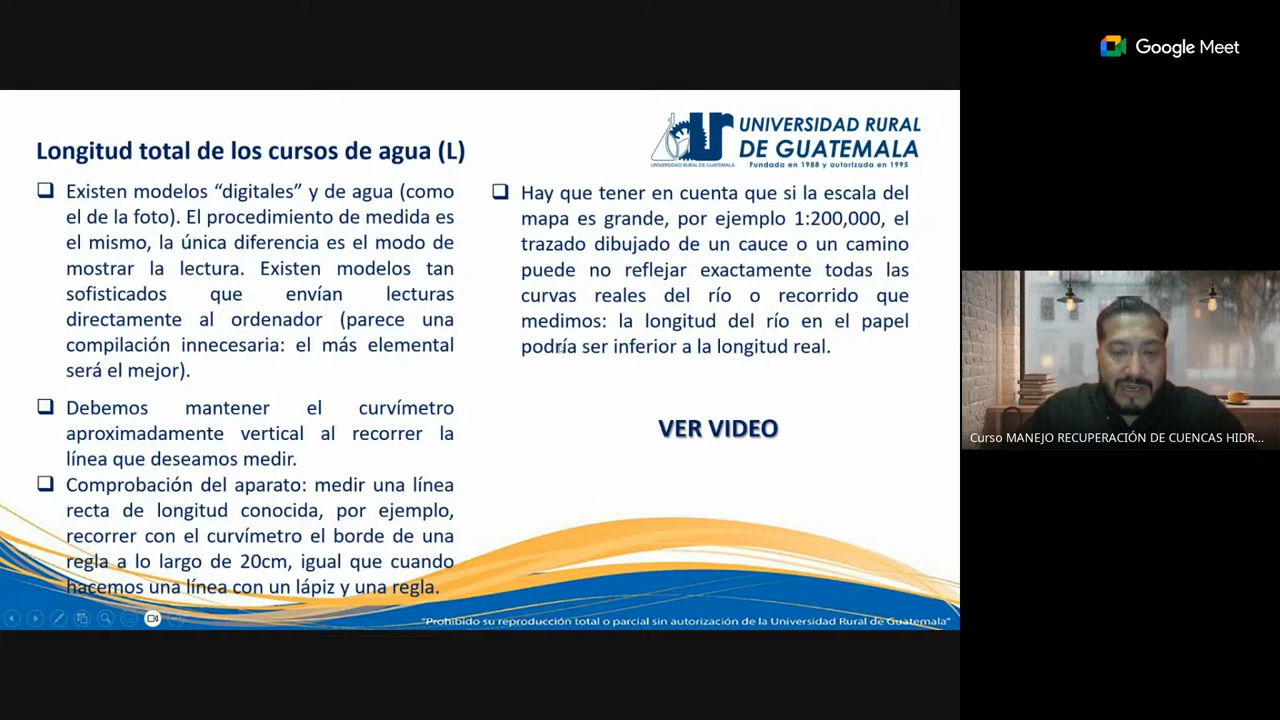 Google Meet
UNIVERSIDAD RURAL
DE GUATEMALA
Fundada en 1988 y autorizada en 1995
UNIVERSIDAD RURAL DE GUATEMALA
Longitud total de los cursos de agua (L)
Existen modelos “digitales” y de agua (como
el de la foto). El procedimiento de medida es
el mismo, la única diferencia es el modo de
mostrar la lectura. Existen modelos tan
sofisticados que envían lecturas
directamente al ordenador (parece una
compilación innecesaria: el más elemental
será el mejor).
Debemos mantener el curvímetro
aproximadamente vertical al recorrer la
línea que deseamos medir.
Comprobación del aparato: medir una línea
recta de longitud conocida, por ejemplo,
recorrer con el curvímetro el borde de una
regla a lo largo de 20cm, igual que cuando
hacemos una línea con un lápiz y una regla.
Hay que tener en cuenta que si la escala del
mapa es grande, por ejemplo 1:200,000, el
trazado dibujado de un cauce o un camino
puede no reflejar exactamente todas las
curvas reales del río o recorrido que
medimos: la longitud del río en el papel
podría ser inferior a la longitud real.
VER VIDEO
“Prohibido su reproducción total o parcial sin autorización de la Universidad Rural de Guatemala”
Curso MANEJO RECUPERACIÓN DE CUENCAS HIDR...